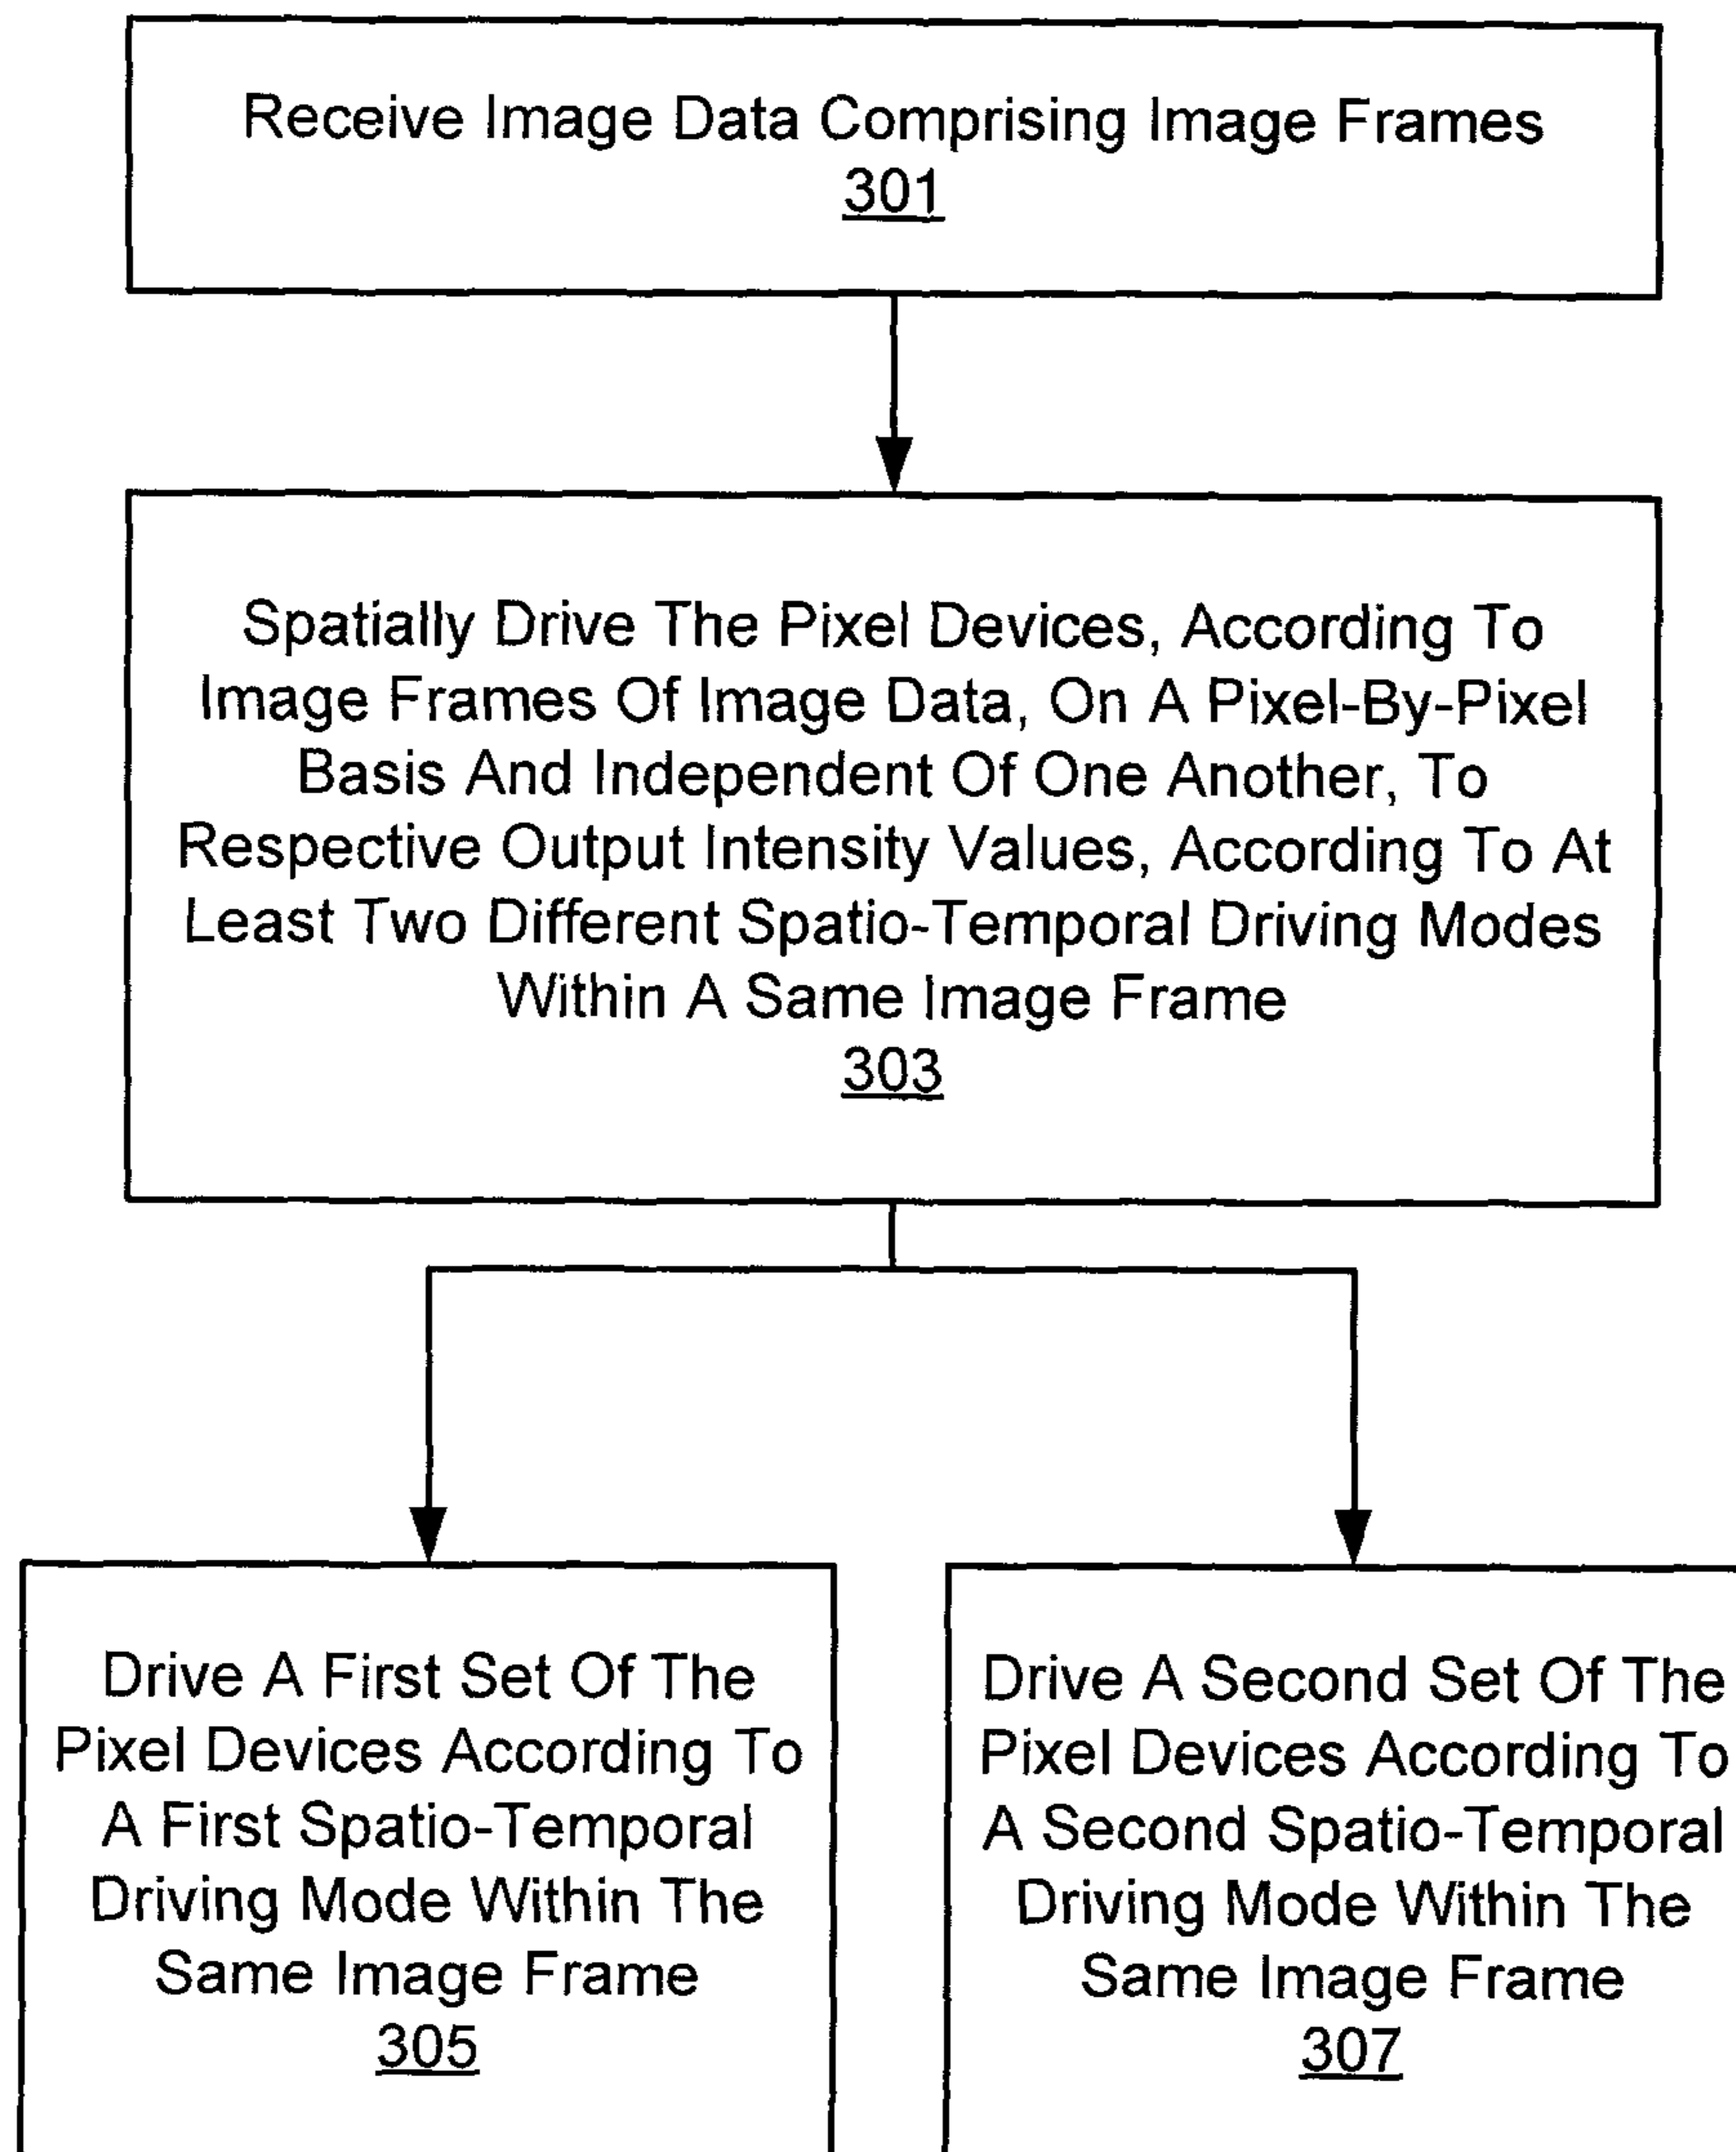 Receive Image Data Comprising Image Frames
301
Spatially Drive The Pixel Devices, According To
Image Frames Of Image Data, On A Pixel-By-Pixel
Basis And Independent Of One Another, To
Respective Output Intensity Values, According To At
Least Two Different Spatio-Temporal Driving Modes
Within A Same Image Frame
303
Drive A First Set Of The
Pixel Devices According To
A First Spatio-Temporal
Driving Mode Within The
Same Image Frame
305
Drive A Second Set Of The
Pixel Devices According To
A Second Spatio-Temporal
Driving Mode Within The
Same Image Frame
307